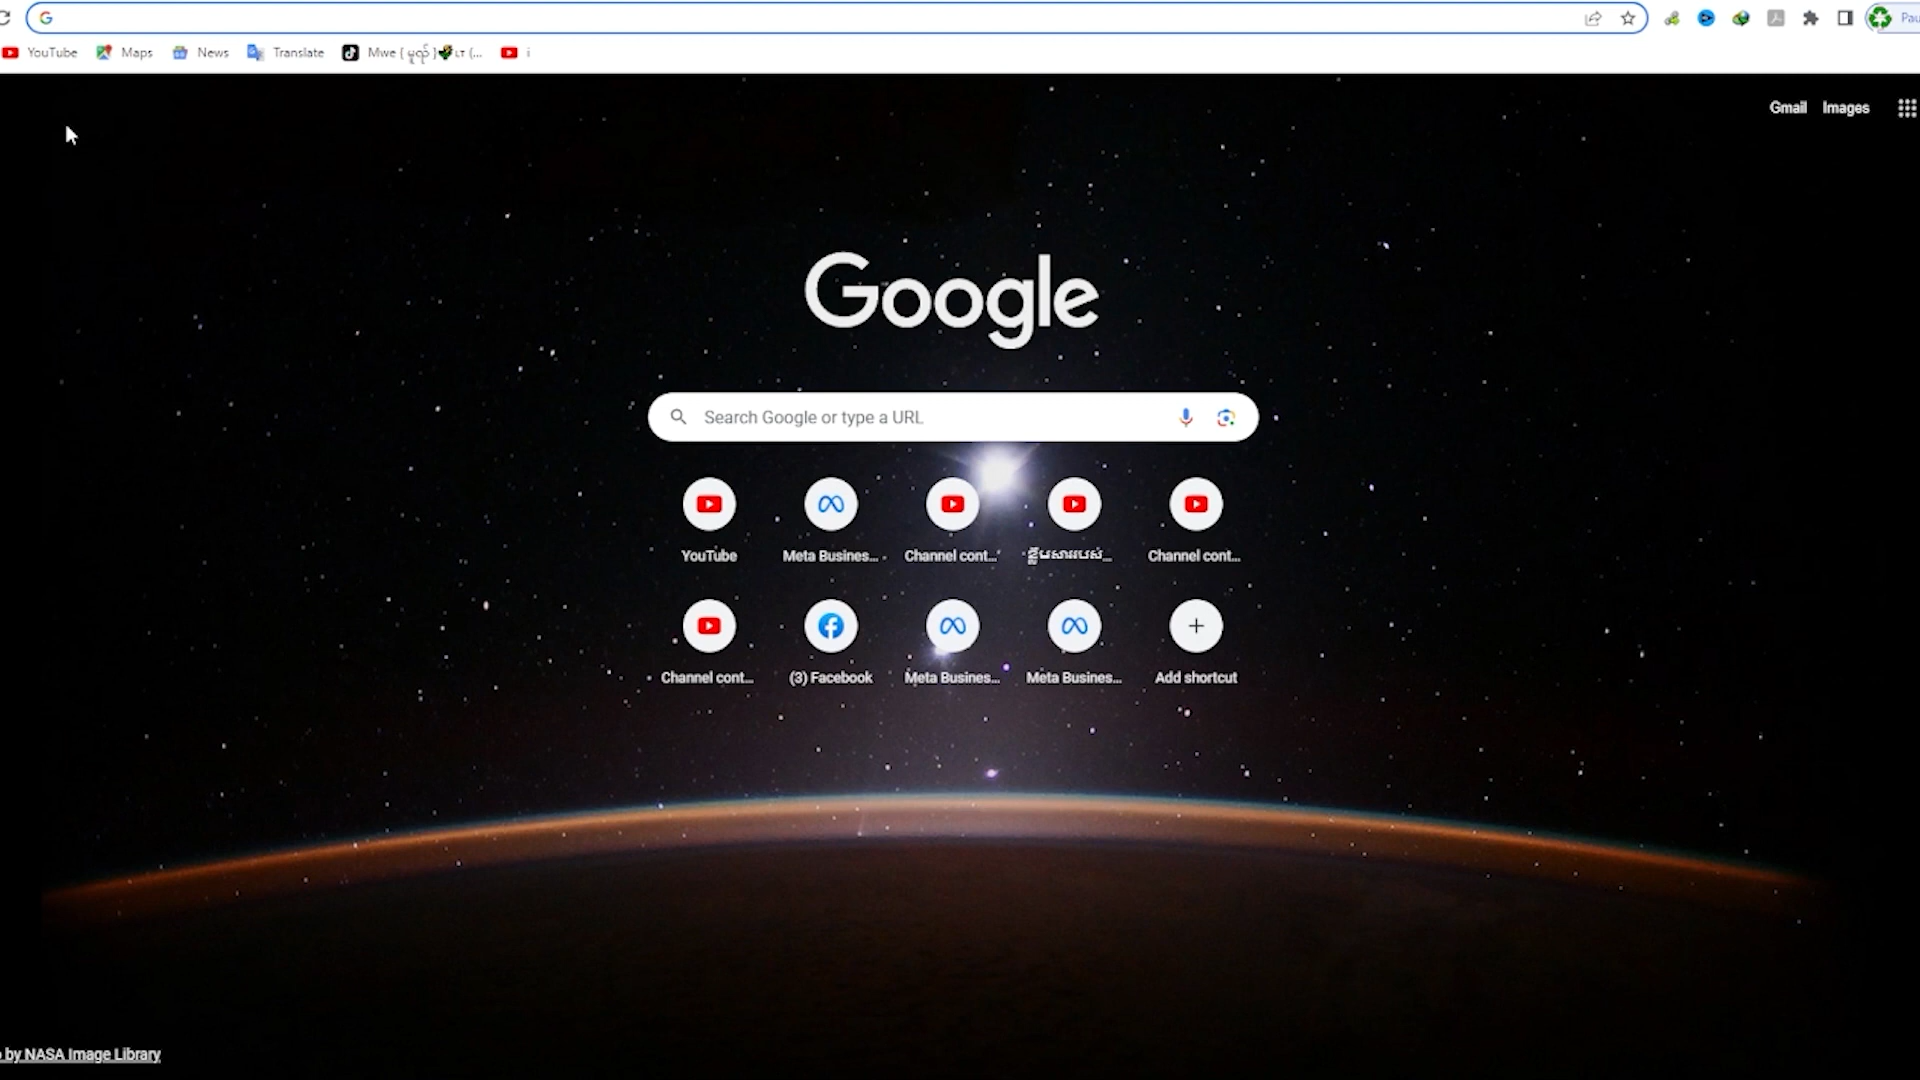 YouTube
Maps
News
Translate
i
Gmail
Images
Google
Search Google or type a URL
YouTube
Meta Busines...
Channel cont...
Channel cont...
Channel cont...
(3) Facebook
Meta Busines...
Meta Busines...
Add shortcut
by NASA Image Library